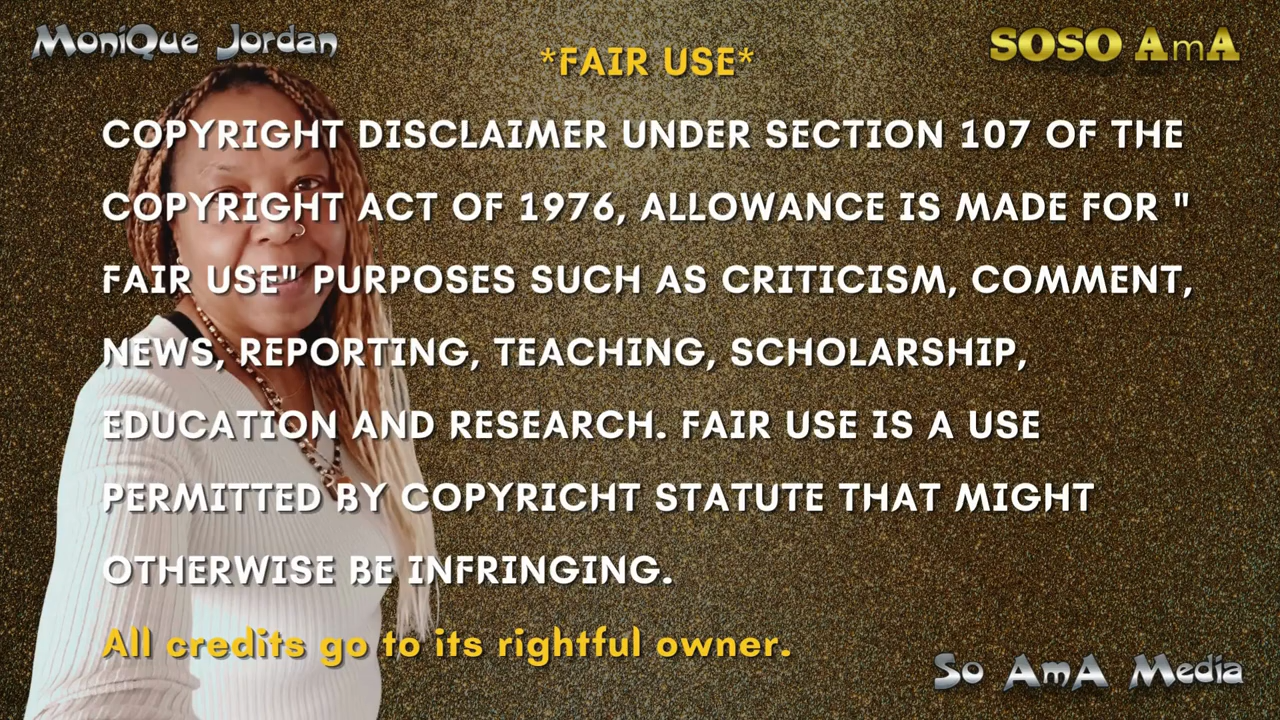 MoniQue Jordan
SOSO AmA
*FAIR USE*
COPYRIGHT DISCLAIMER UNDER SECTION 107 OF THE
COPYRIGHT ACT OF 1976, ALLOWANCE IS MADE FOR "
FAIR USE" PURPOSES SUCH AS CRITICISM, COMMENT,
NEWS, REPORTING, TEACHING, SCHOLARSHIP,
EDUCATION AND RESEARCH. FAIR USE IS A USE
PERMITTED BY COPYRICHT STATUTE THAT MIGHT
OTHERWISE BE INFRINGING.
All credits go to its rightful owner.
So AmA Media